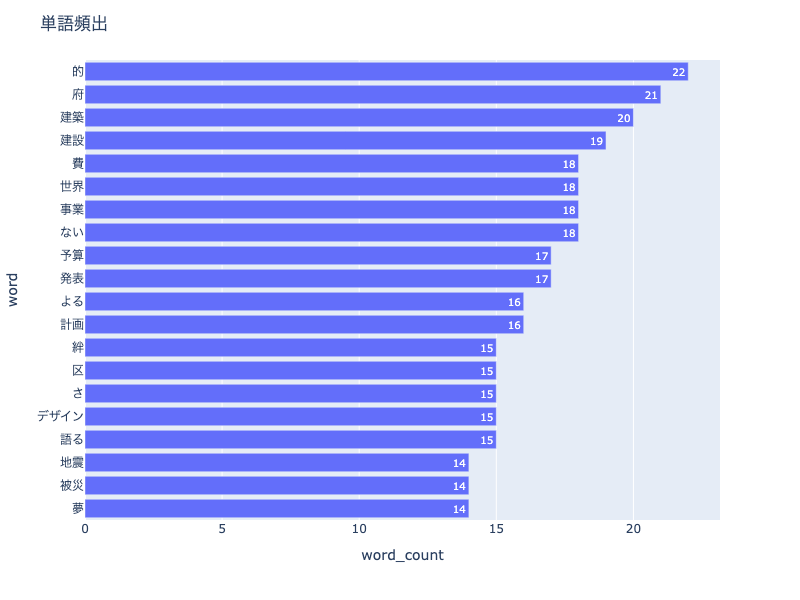 単語頻出
的 22
府 21
建築 20
建設 19
費 18
世界 18
事業 18
ない 18
予算 17
発表 17
よる 16
計画 16
絆 15
区 15
さ 15
デザイン 15
語る 15
地震 14
被災 14
夢 14
0 5 10 15 20
word_count
word